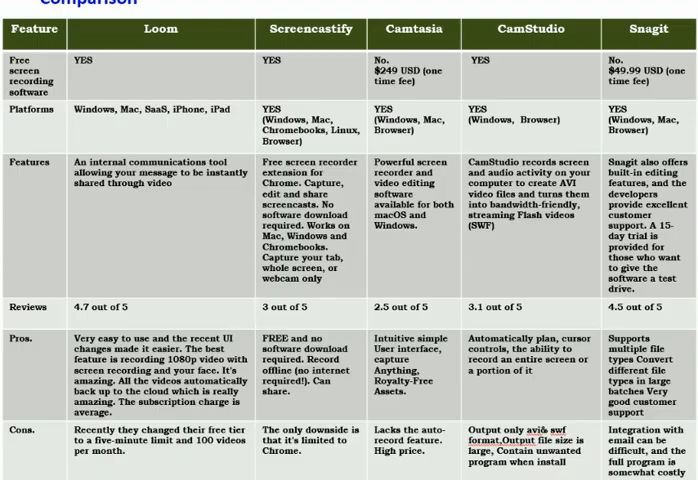 Comparison
Feature
Loom
Screencastify
Camtasia
CamStudio
Snagit
Free
screen
recording
software
YES
YES
No.
$249 USD (one
time fee)
YES
No.
$49.99 USD (one
time fee)
Platforms
Windows, Mac, SaaS, iPhone, iPad
YES
(Windows, Mac,
Chromebooks, Linux,
Browser)
YES
(Windows, Mac,
Browser)
YES
(Windows, Browser)
YES
(Windows, Mac,
Browser)
Features
An internal communications tool
allowing your message to be instantly
shared through video
Free screen recorder
extension for
Chrome. Capture,
edit and share
screencasts. No
software download
required. Works on
Mac, Windows and
Chromebooks.
Capture your tab,
whole screen, or
webcam only
Powerful screen
recorder and
video editing
software
available for both
macOS and
Windows.
CamStudio records screen
and audio activity on your
computer to create AVI
video files and turns them
into bandwidth-friendly,
streaming Flash videos
(SWF)
Snagit also offers
built-in editing
features, and the
developers
provide excellent
customer
support. A 15-
day trial is
provided for
those who want
to give the
software a test
drive.
Reviews
4.7 out of 5
3 out of 5
2.5 out of 5
3.1 out of 5
4.5 out of 5
Pros.
Very easy to use and the recent UI
changes made it easier. The best
feature is recording 1080p video with
screen recording and your face. It's
amazing. All the videos automatically
back up to the cloud which is really
amazing. The subscription charge is
average.
FREE and no
software download
required. Record
offline (no internet
required!). Can
share.
Intuitive simple
User interface,
capture
Anything,
Royalty-Free
Assets.
Automatically plan, cursor
controls, the ability to
record an entire screen or
a portion of it
Supports
multiple file
types Convert
different file
types in large
batches Very
good customer
support
Cons.
Recently they changed their free tier
to a five-minute limit and 100 videos
per month.
The only downside is
that it's limited to
Chrome.
Lacks the auto-
record feature.
High price.
Output only avi& swf
format,Output file size is
large, Contain unwanted
program when install
Integration with
email can be
difficult, and the
full program is
somewhat costly